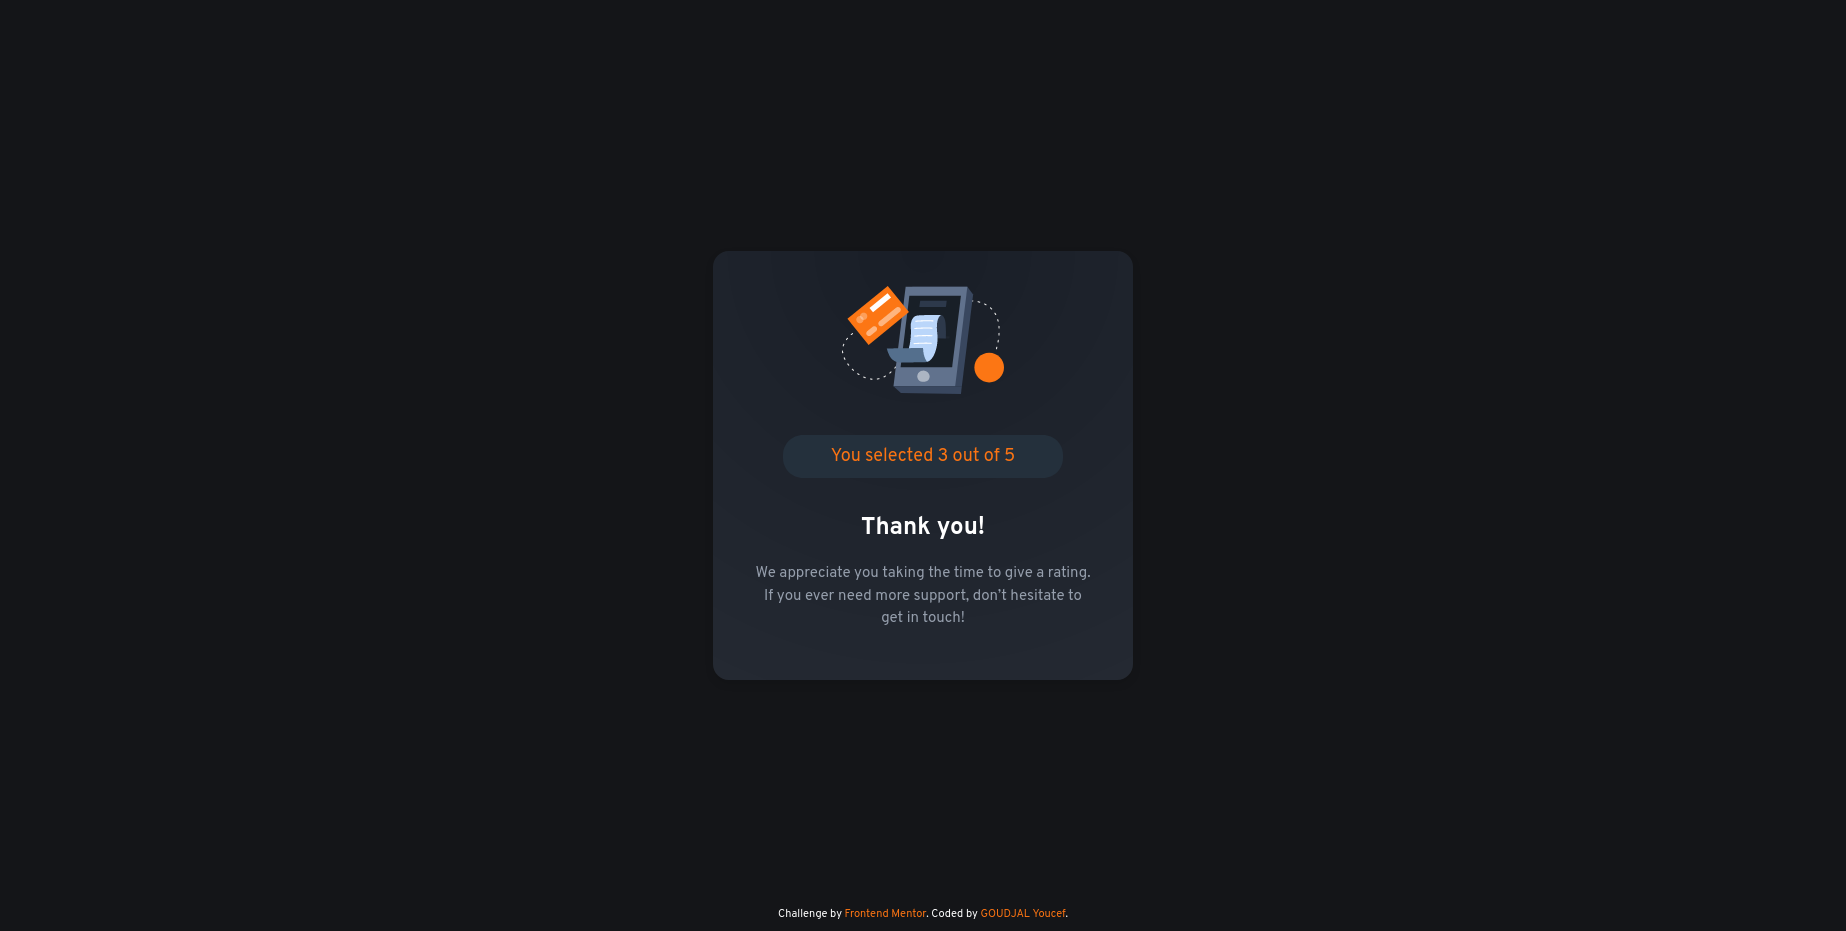 You selected 3 out of 5
Thank you!
We appreciate you taking the time to give a rating.
If you ever need more support, don't hesitate to
get in touch!
Challenge by Frontend Mentor. Coded by GOUDJAL Youcef.